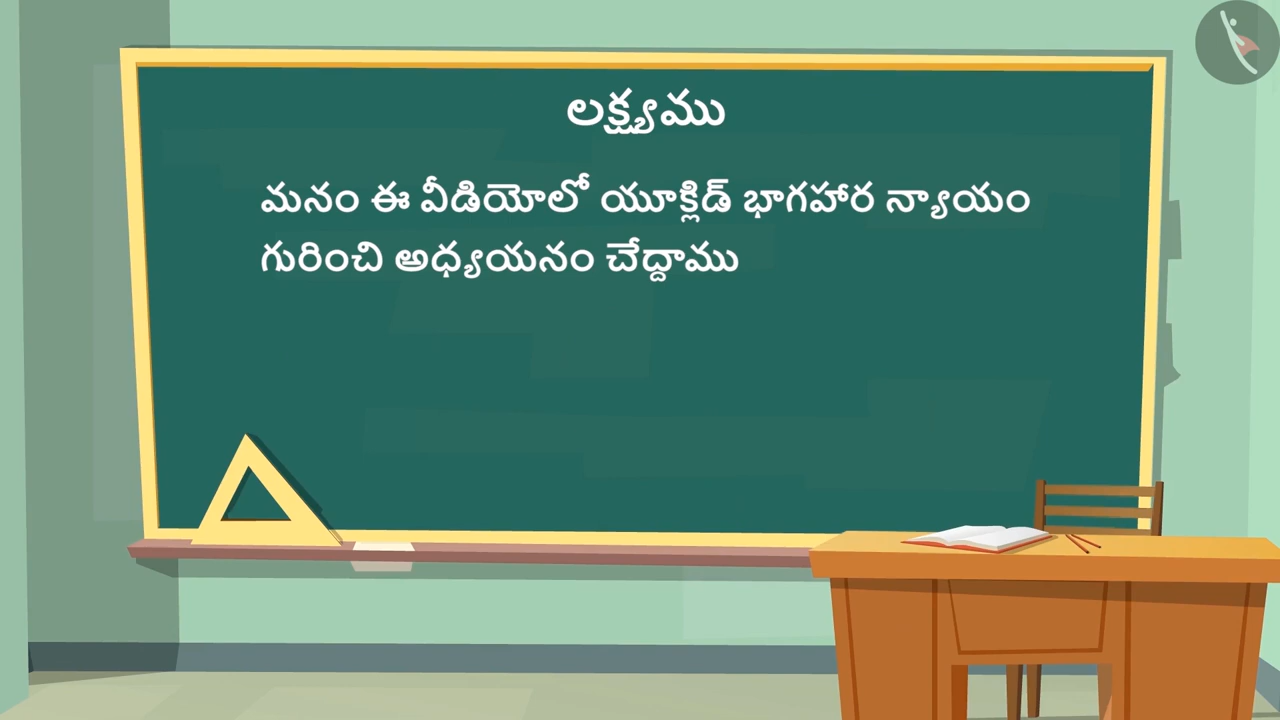 లక్ష్యము
మనం ఈ వీడియోలో యూక్లిడ్ భాగహార న్యాయం
గురించి అధ్యయనం చేద్దాము